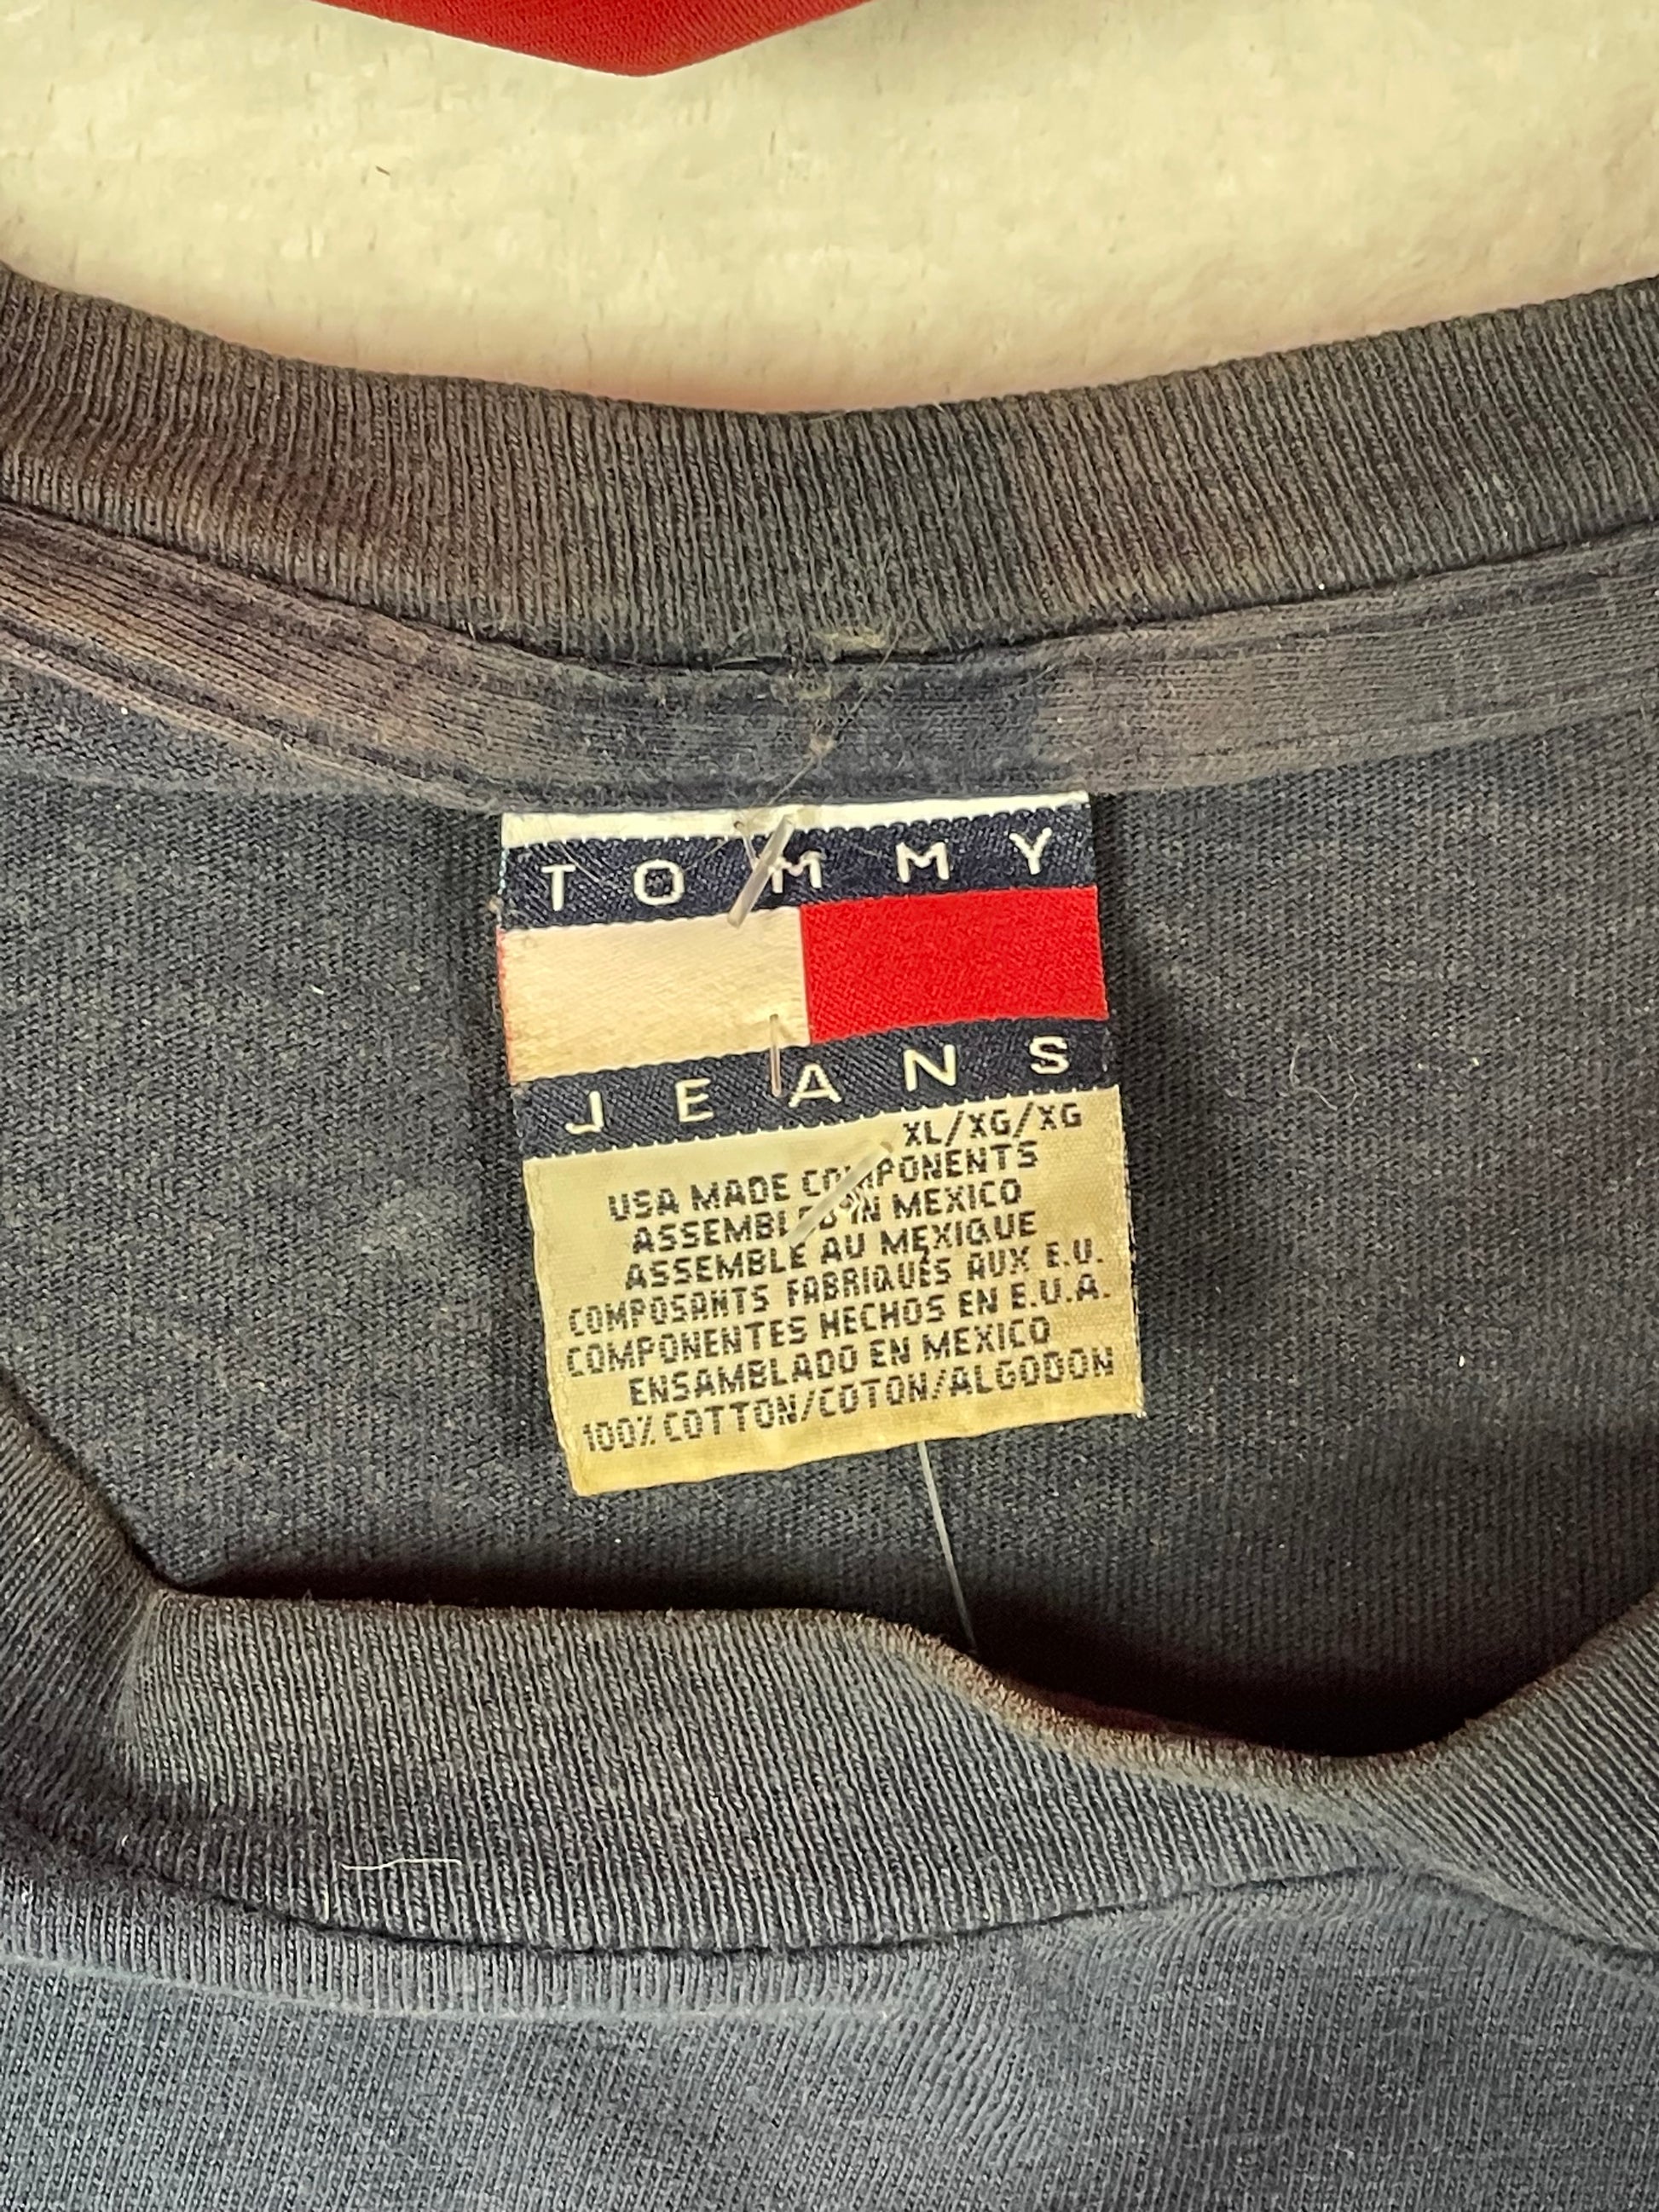 TOMMY
JEANS
XL/XG/XG
USA MADE COMPONENTS
ASSEMBLED IN MEXICO
ASSEMBLE AU MEXIQUE
COMPOSANTS FABRIQUÉS AUX E.U.
COMPONENTES HECHOS EN E.U.A.
ENSAMBLADO EN MEXICO
100% COTTON/COTON/ALGODON